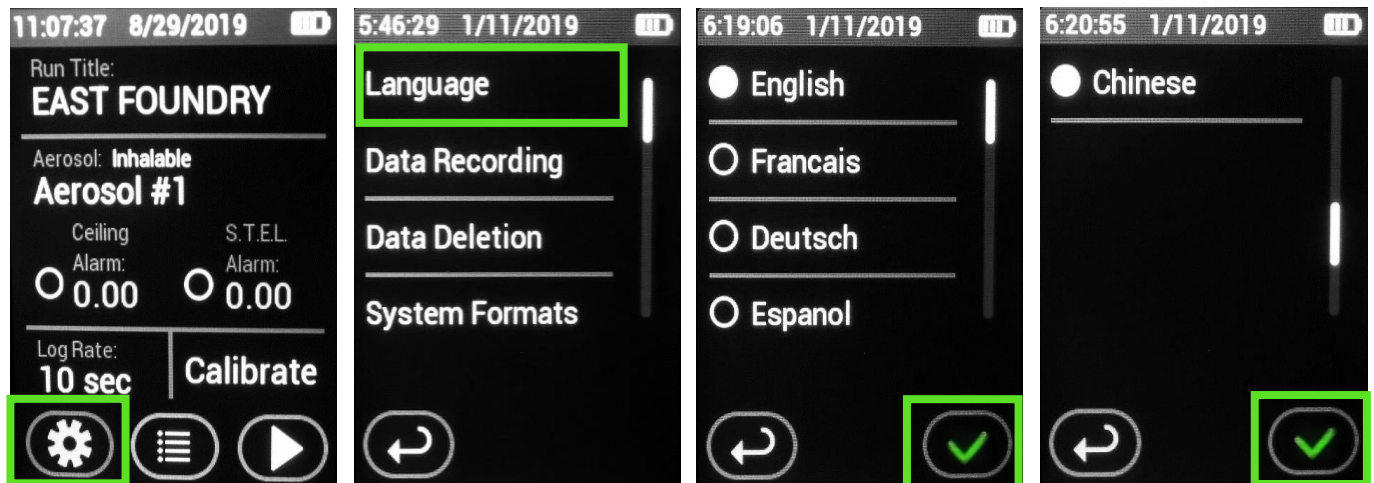 11:07:37 8/29/2019
Run Title:
EAST FOUNDRY
Aerosol: Inhalable
Aerosol #1
Ceiling
Alarm:
0.00
S.T.E.L.
Alarm:
0.00
Log Rate:
10 sec
Calibrate
5:46:29 1/11/2019
Language
Data Recording
Data Deletion
System Formats
6:19:06 1/11/2019
English
Francais
Deutsch
Espanol
6:20:55 1/11/2019
Chinese